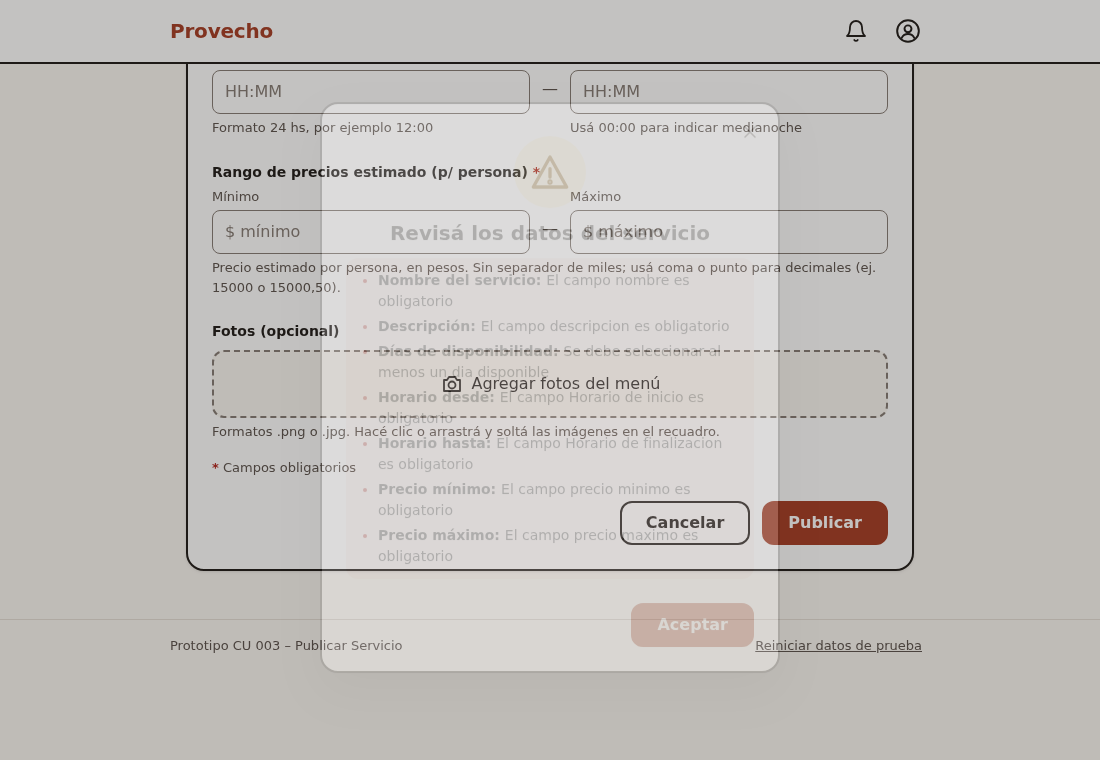 Provecho
HH:MM
—
HH:MM
Formato 24 hs, por ejemplo 12:00
Usá 00:00 para indicar medianoche
Rango de precios estimado (p/ persona) *
Mínimo
Máximo
$ mínimo
—
$ máximo
Precio estimado por persona, en pesos. Sin separador de miles; usá coma o punto para decimales (ej.
15000 o 15000,50).
Fotos (opcional)
Agregar fotos del menú
Formatos .png o .jpg. Hacé clic o arrastrá y soltá las imágenes en el recuadro.
* Campos obligatorios
Cancelar
Publicar
Revisá los datos del servicio
• Nombre del servicio: El campo nombre es
obligatorio
• Descripción: El campo descripcion es obligatorio
• Días de disponibilidad: Se debe seleccionar al
menos un dia disponible
• Horario desde: El campo Horario de inicio es
obligatorio
• Horario hasta: El campo Horario de finalizacion
es obligatorio
• Precio mínimo: El campo precio minimo es
obligatorio
• Precio máximo: El campo precio maximo es
obligatorio
Aceptar
Prototipo CU 003 – Publicar Servicio
Reiniciar datos de prueba